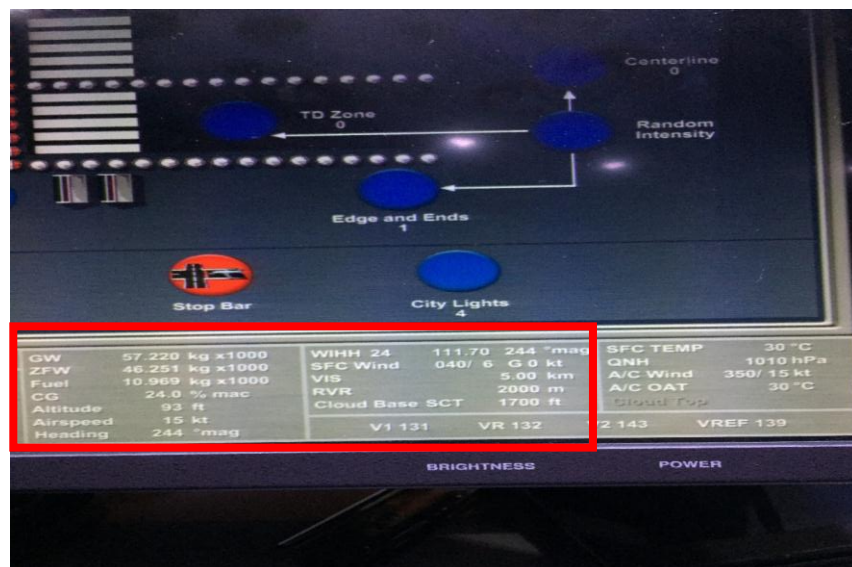 Centerline
0
TD Zone
0
Random
Intensity
Edge and Ends
1
Stop Bar
City Lights
4
GW 57.220 kg x1000
ZFW 46.251 kg x1000
Fuel 10.969 kg x1000
CG 24.0 % mac
Altitude 93 ft
Airspeed 15 kt
Heading 244 °mag
WIHH 24 111.70 244 °mag
SFC Wind 040/ 6 G 0 kt
VIS 5.00 km
RVR 2000 m
Cloud Base SCT 1700 ft
SFC TEMP 30 °C
QNH 1010 hPa
A/C Wind 350/ 15 kt
A/C OAT 30 °C
Cloud Top
V1 131 VR 132 V2 143 VREF 139
BRIGHTNESS POWER